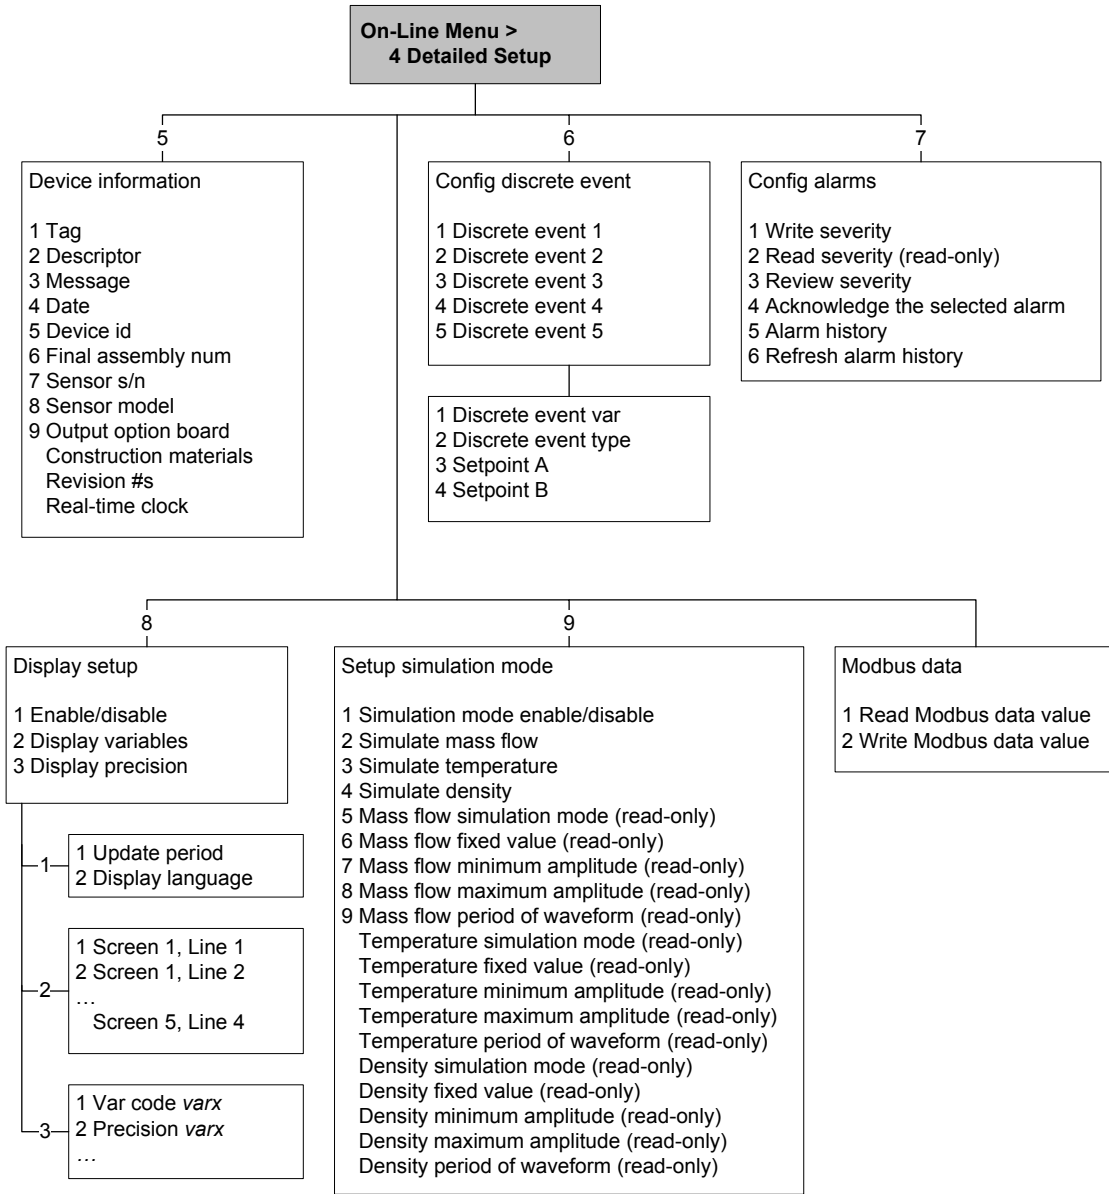 On-Line Menu >
4 Detailed Setup
5
Device information
1 Tag
2 Descriptor
3 Message
4 Date
5 Device id
6 Final assembly num
7 Sensor s/n
8 Sensor model
9 Output option board
Construction materials
Revision #s
Real-time clock
6
Config discrete event
1 Discrete event 1
2 Discrete event 2
3 Discrete event 3
4 Discrete event 4
5 Discrete event 5
1 Discrete event var
2 Discrete event type
3 Setpoint A
4 Setpoint B
7
Config alarms
1 Write severity
2 Read severity (read-only)
3 Review severity
4 Acknowledge the selected alarm
5 Alarm history
6 Refresh alarm history
8
Display setup
1 Enable/disable
2 Display variables
3 Display precision
1
1 Update period
2 Display language
2
1 Screen 1, Line 1
2 Screen 1, Line 2
…
Screen 5, Line 4
3
1 Var code varx
2 Precision varx
…
9
Setup simulation mode
1 Simulation mode enable/disable
2 Simulate mass flow
3 Simulate temperature
4 Simulate density
5 Mass flow simulation mode (read-only)
6 Mass flow fixed value (read-only)
7 Mass flow minimum amplitude (read-only)
8 Mass flow maximum amplitude (read-only)
9 Mass flow period of waveform (read-only)
Temperature simulation mode (read-only)
Temperature fixed value (read-only)
Temperature minimum amplitude (read-only)
Temperature maximum amplitude (read-only)
Temperature period of waveform (read-only)
Density simulation mode (read-only)
Density fixed value (read-only)
Density minimum amplitude (read-only)
Density maximum amplitude (read-only)
Density period of waveform (read-only)
Modbus data
1 Read Modbus data value
2 Write Modbus data value